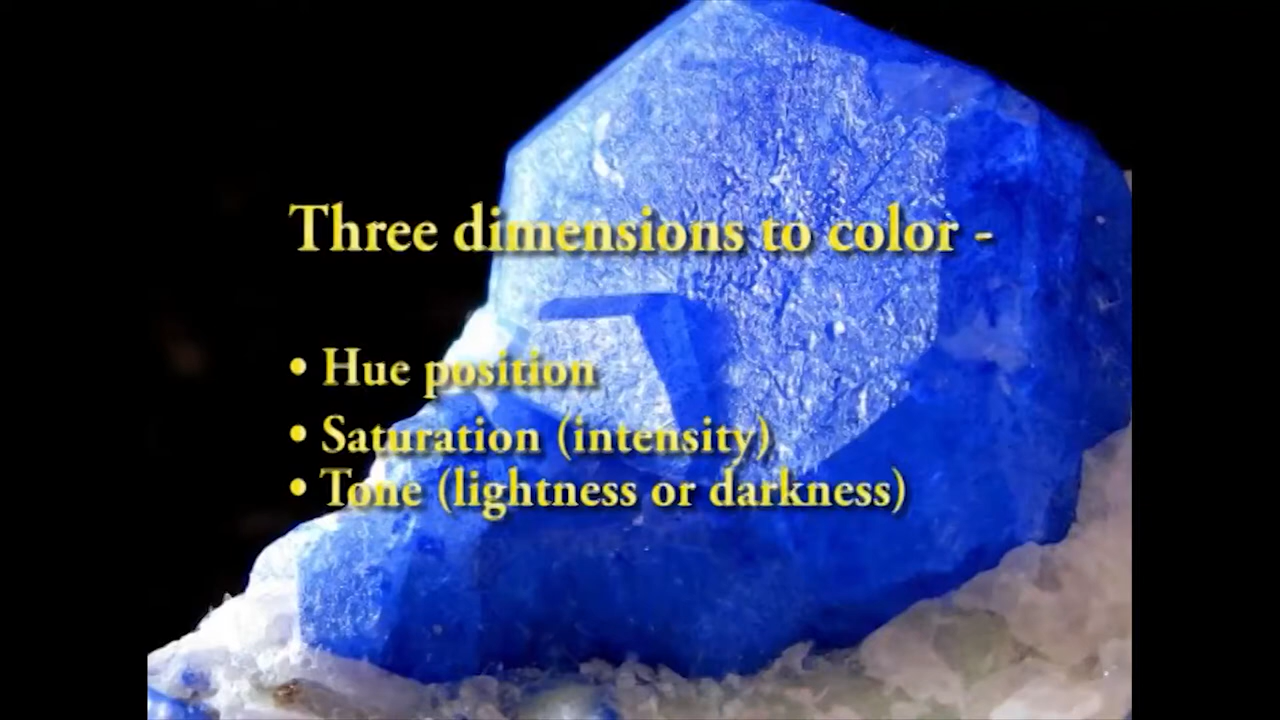 Three dimensions to color -
• Hue position
• Saturation (intensity)
• Tone (lightness or darkness)